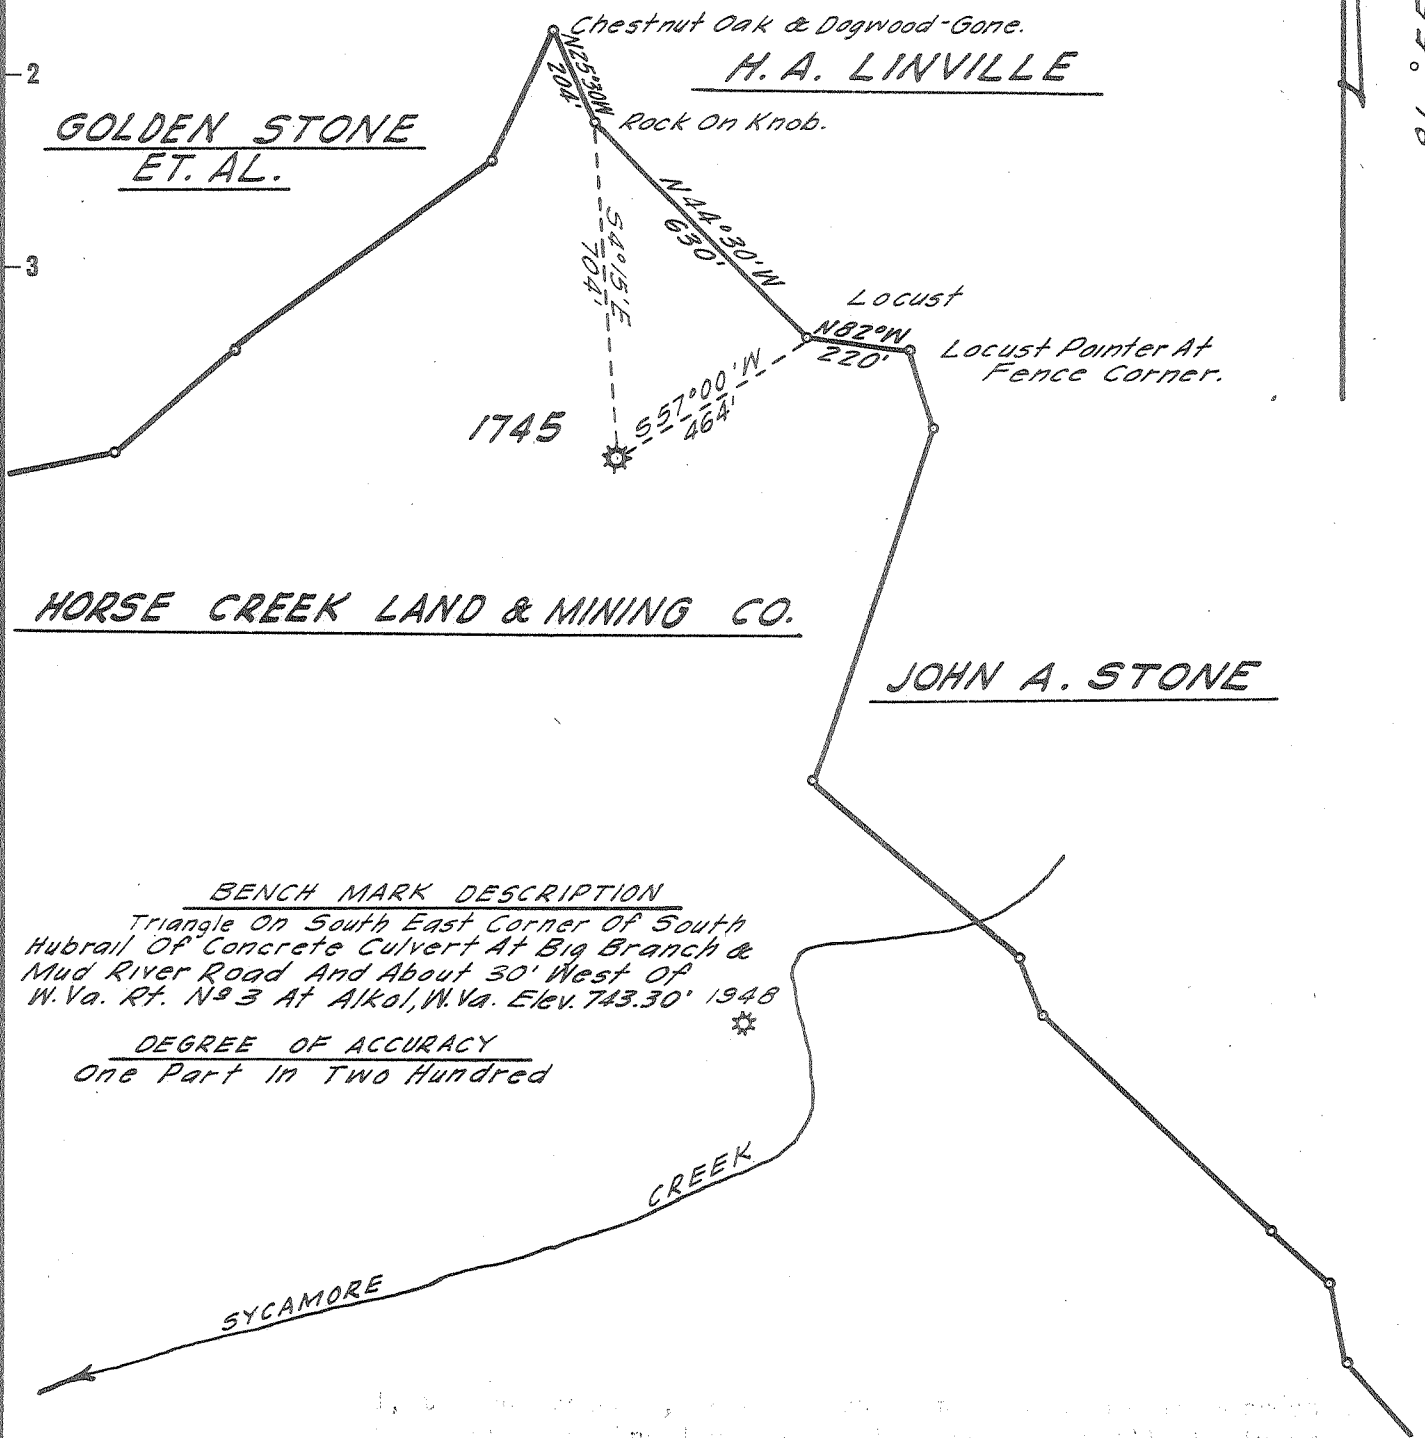 Chestnut Oak & Dogwood-Gone.
2
N25°30'W
204'
H. A. LINVILLE
GOLDEN STONE
ET. AL.
Rock On Knob.
N44°30'W
630'
S4°15'E
704'
3
Locust
N82°W
220'
Locust Pointer At
Fence Corner.
S57°00'W
464'
1745
HORSE CREEK LAND & MINING CO.
JOHN A. STONE
BENCH MARK DESCRIPTION
Triangle On South East Corner Of South
Hubrail Of Concrete Culvert At Big Branch &
Mud River Road And About 30' West Of
W.Va. Rt. Nº 3 At Alkol, W.Va. Elev. 743.30'
1948
DEGREE OF ACCURACY
One Part In Two Hundred
CREEK
SYCAMORE